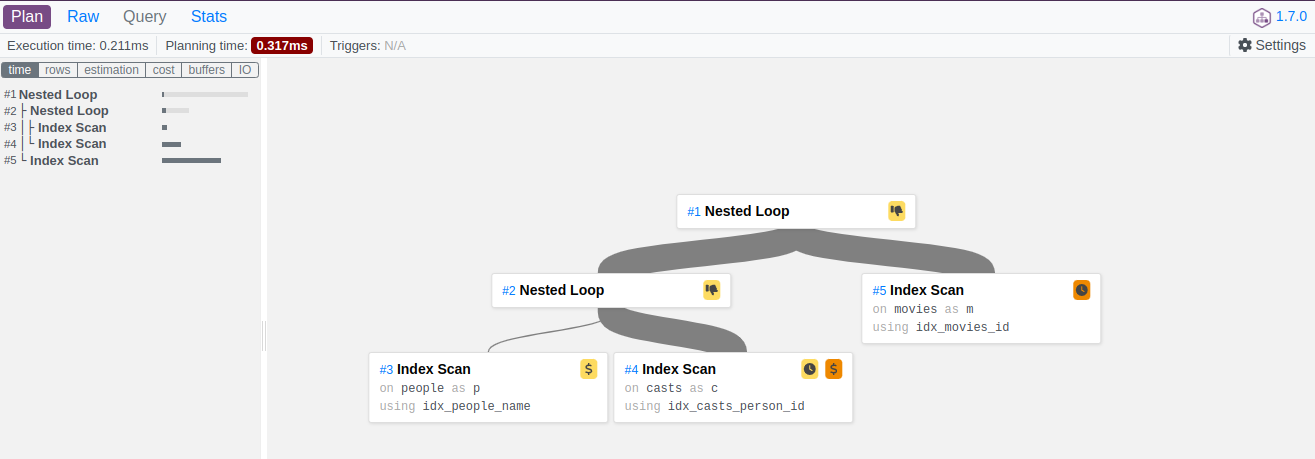 Plan Raw Query Stats 1.7.0
Execution time: 0.211ms Planning time: 0.317ms Triggers: N/A Settings
time rows estimation cost buffers IO
#1 Nested Loop
#2 Nested Loop
#3 Index Scan
#4 Index Scan
#5 Index Scan
#1 Nested Loop
#2 Nested Loop
#5 Index Scan
on movies as m
using idx_movies_id
#3 Index Scan $
on people as p
using idx_people_name
#4 Index Scan $
on casts as c
using idx_casts_person_id